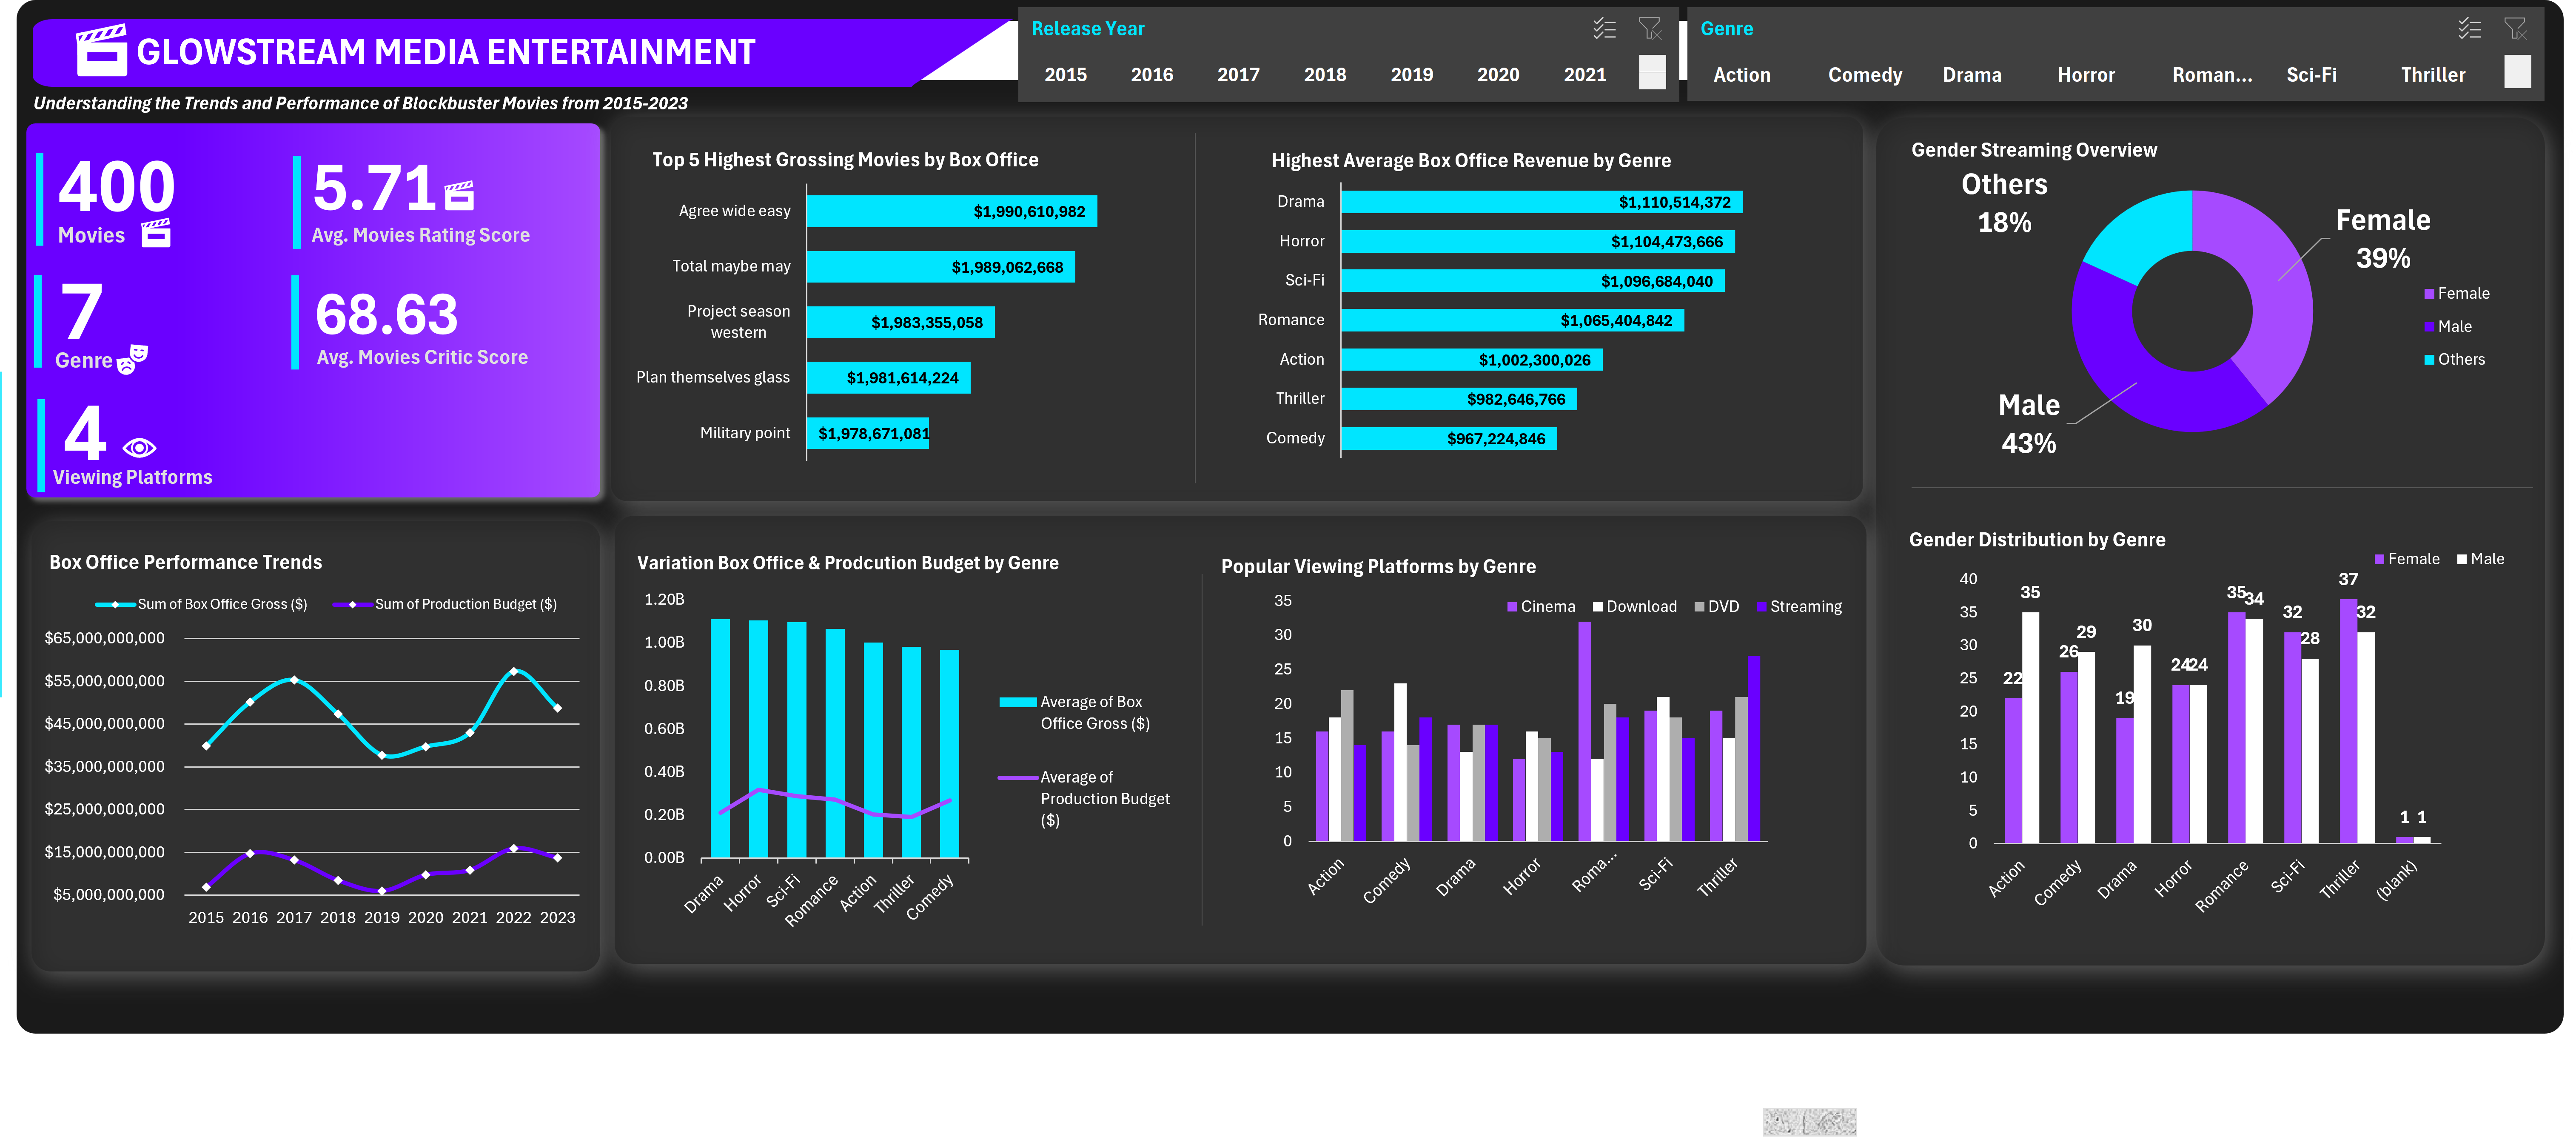 GLOWSTREAM MEDIA ENTERTAINMENT
Understanding the Trends and Performance of Blockbuster Movies from 2015-2023
Release Year
2015 2016 2017 2018 2019 2020 2021
Genre
Action Comedy Drama Horror Roman... Sci-Fi Thriller
400
Movies
5.71
Avg. Movies Rating Score
7
Genre
68.63
Avg. Movies Critic Score
4
Viewing Platforms
Top 5 Highest Grossing Movies by Box Office
Agree wide easy $1,990,610,982
Total maybe may $1,989,062,668
Project season
western
$1,983,355,058
Plan themselves glass $1,981,614,224
Military point $1,978,671,081
Highest Average Box Office Revenue by Genre
Drama $1,110,514,372
Horror $1,104,473,666
Sci-Fi $1,096,684,040
Romance $1,065,404,842
Action $1,002,300,026
Thriller $982,646,766
Comedy $967,224,846
Gender Streaming Overview
Others
18%
Female
39%
Male
43%
Female
Male
Others
Box Office Performance Trends
Sum of Box Office Gross ($) Sum of Production Budget ($)
$65,000,000,000
$55,000,000,000
$45,000,000,000
$35,000,000,000
$25,000,000,000
$15,000,000,000
$5,000,000,000
2015 2016 2017 2018 2019 2020 2021 2022 2023
Variation Box Office & Prodcution Budget by Genre
1.20B
1.00B
0.80B
0.60B
0.40B
0.20B
0.00B
Drama Horror Sci-Fi Romance Action Thriller Comedy
Average of Box
Office Gross ($)
Average of
Production Budget
($)
Popular Viewing Platforms by Genre
Cinema Download DVD Streaming
35
30
25
20
15
10
5
0
Action Comedy Drama Horror Roma... Sci-Fi Thriller
Gender Distribution by Genre
Female Male
40
35
30
25
20
15
10
5
0
22 35 26 29 19 30 24 24 35 34 32 28 37 32 1 1
Action Comedy Drama Horror Romance Sci-Fi Thriller (blank)